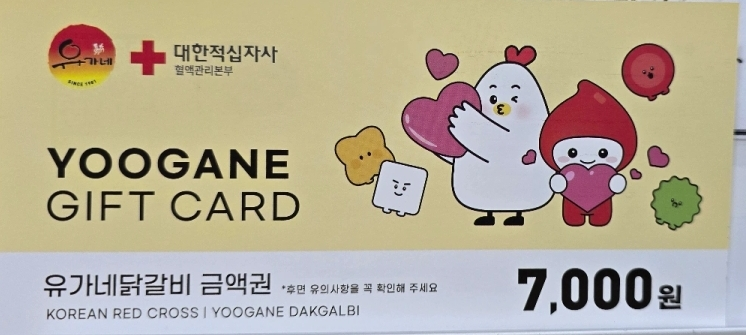 유가네
SINCE 1981
대한적십자사
혈액관리본부
YOOGANE
GIFT CARD
유가네닭갈비 금액권 *후면 유의사항을 꼭 확인해 주세요
7,000원
KOREAN RED CROSS | YOOGANE DAKGALBI